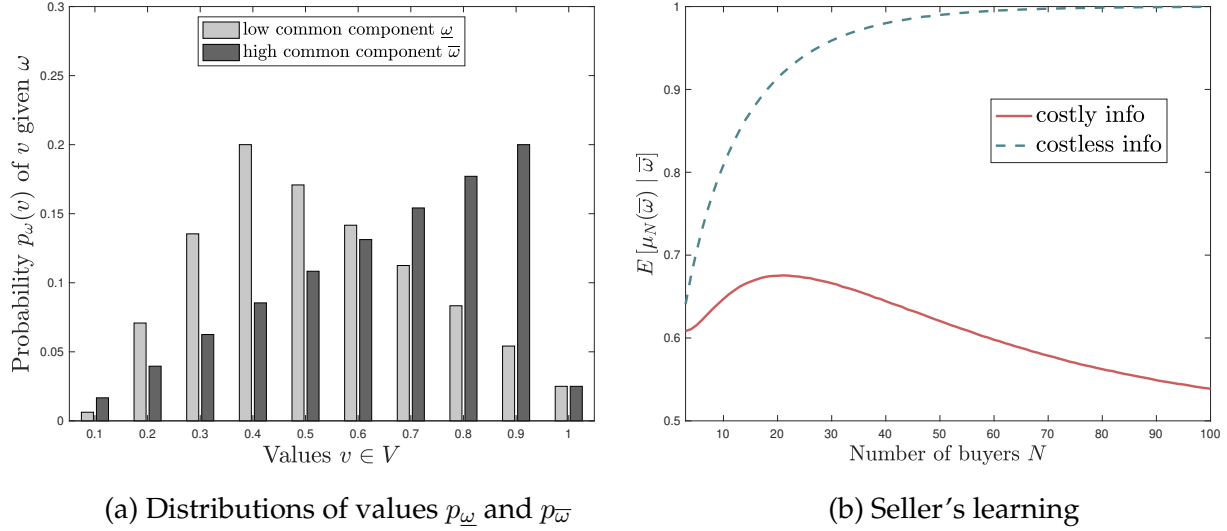 low common component ω̲
high common component ω̅
Probability p_ω(v) of v given ω
0.3
0.25
0.2
0.15
0.1
0.05
0
0.1 0.2 0.3 0.4 0.5 0.6 0.7 0.8 0.9 1
Values v ∈ V
(a) Distributions of values p_ω̲ and p_ω̅
costly info
costless info
E [μ_N(ω̅) | ω̅]
1
0.9
0.8
0.7
0.6
0.5
10 20 30 40 50 60 70 80 90 100
Number of buyers N
(b) Seller's learning